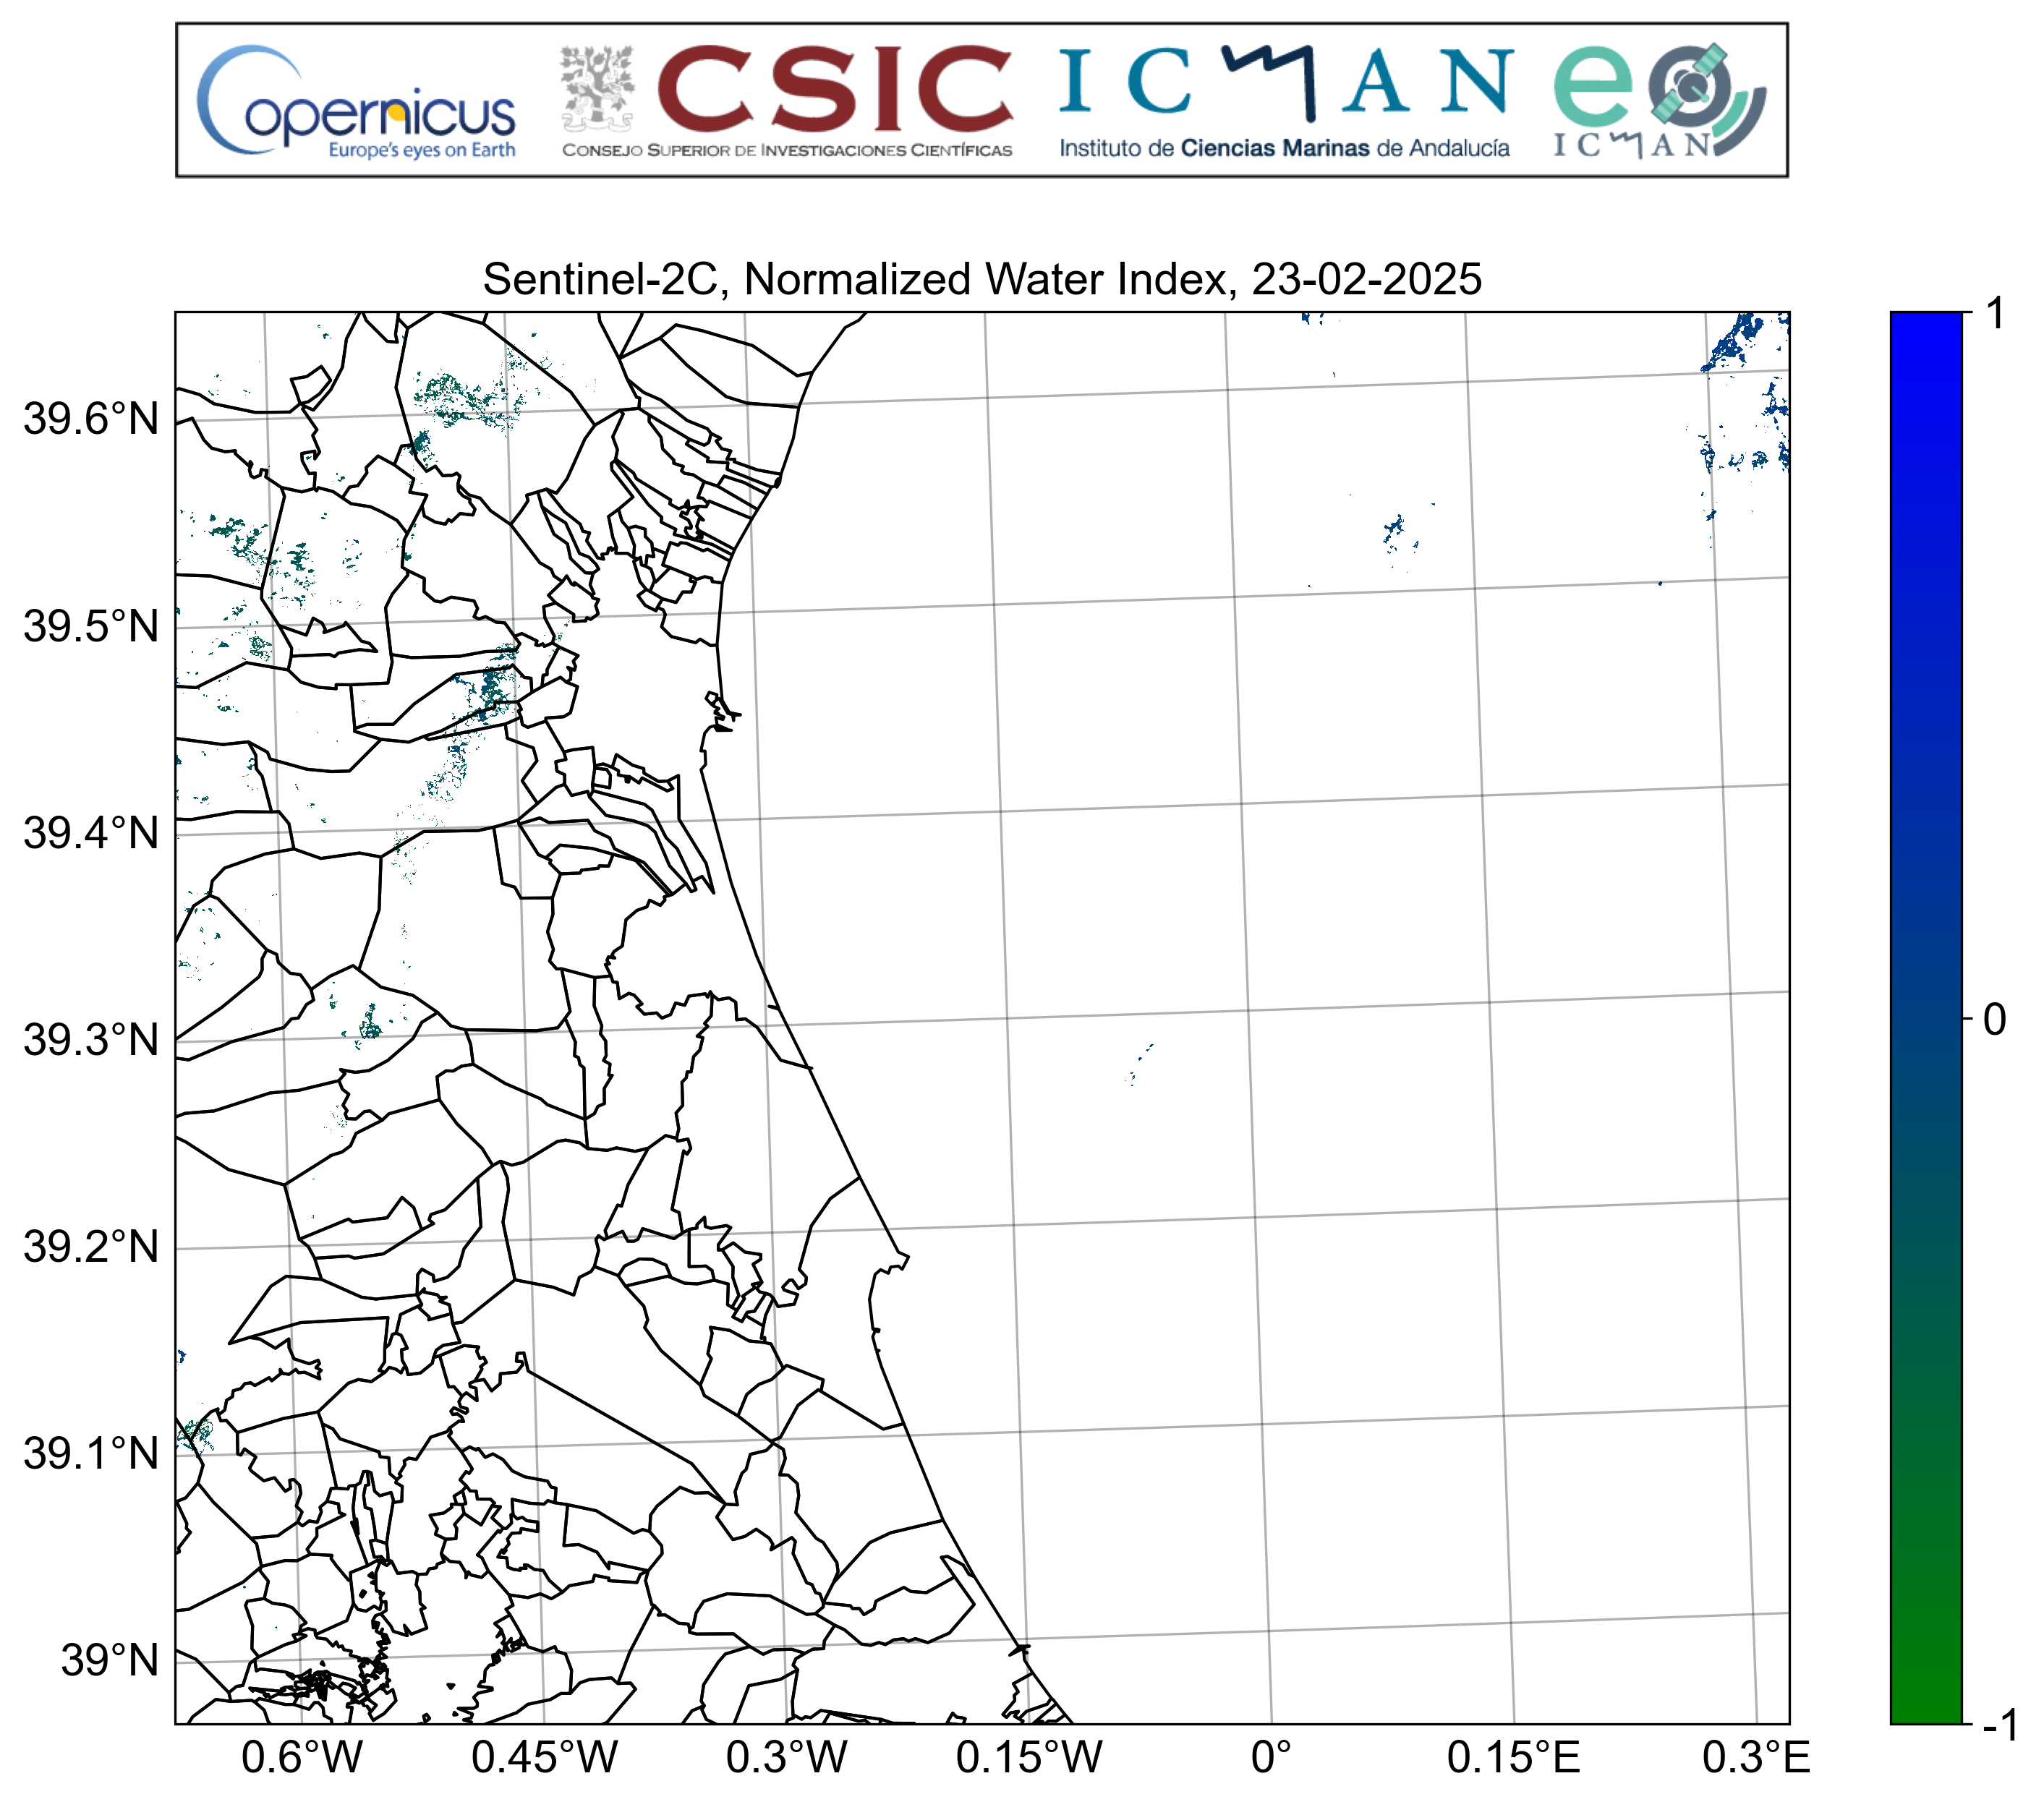 opernicus
Europe's eyes on Earth
CSIC
CONSEJO SUPERIOR DE INVESTIGACIONES CIENTÍFICAS
ICMAN
Instituto de Ciencias Marinas de Andalucía
eo
ICMAN
Sentinel-2C, Normalized Water Index, 23-02-2025
39.6°N
39.5°N
39.4°N
39.3°N
39.2°N
39.1°N
39°N
0.6°W 0.45°W 0.3°W 0.15°W 0° 0.15°E 0.3°E
1
0
-1